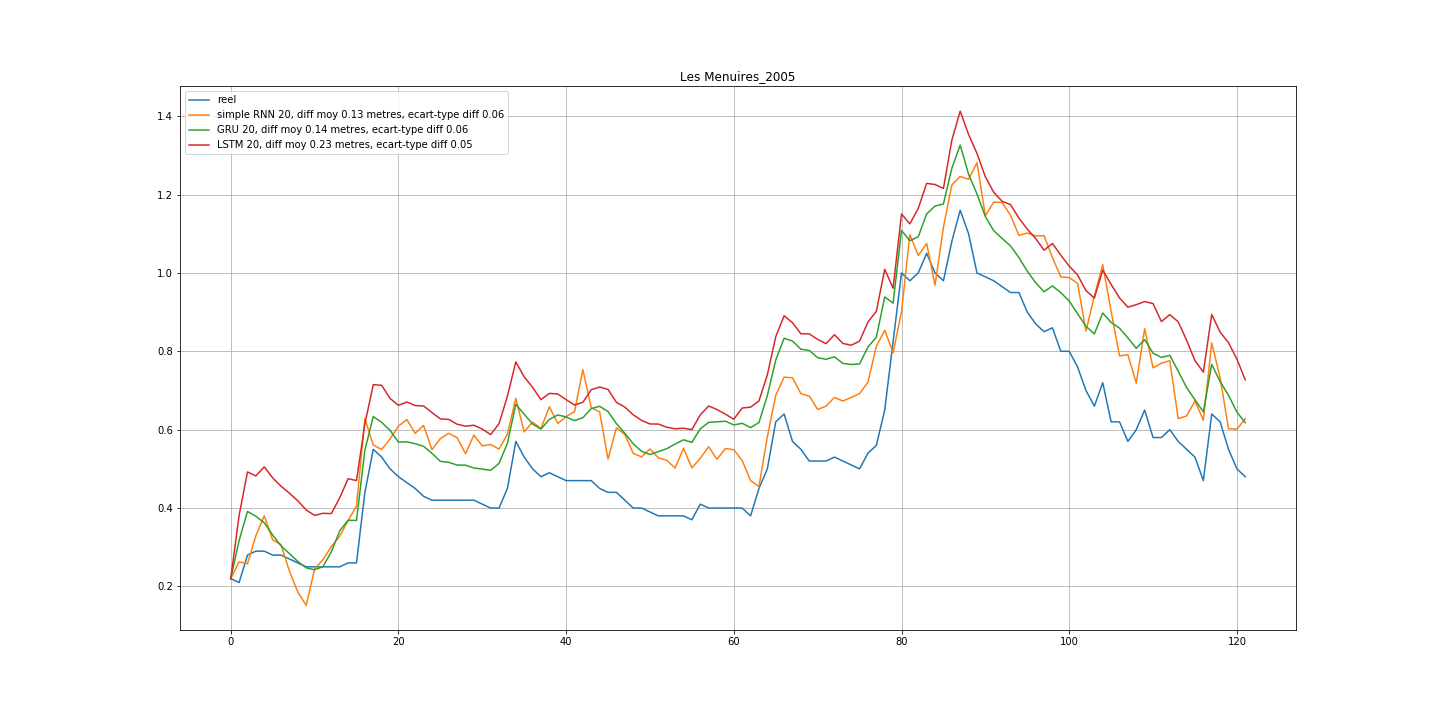 Les Menuires_2005
reel
simple RNN 20, diff moy 0.13 metres, ecart-type diff 0.06
GRU 20, diff moy 0.14 metres, ecart-type diff 0.06
LSTM 20, diff moy 0.23 metres, ecart-type diff 0.05
1.4
1.2
1.0
0.8
0.6
0.4
0.2
0 20 40 60 80 100 120